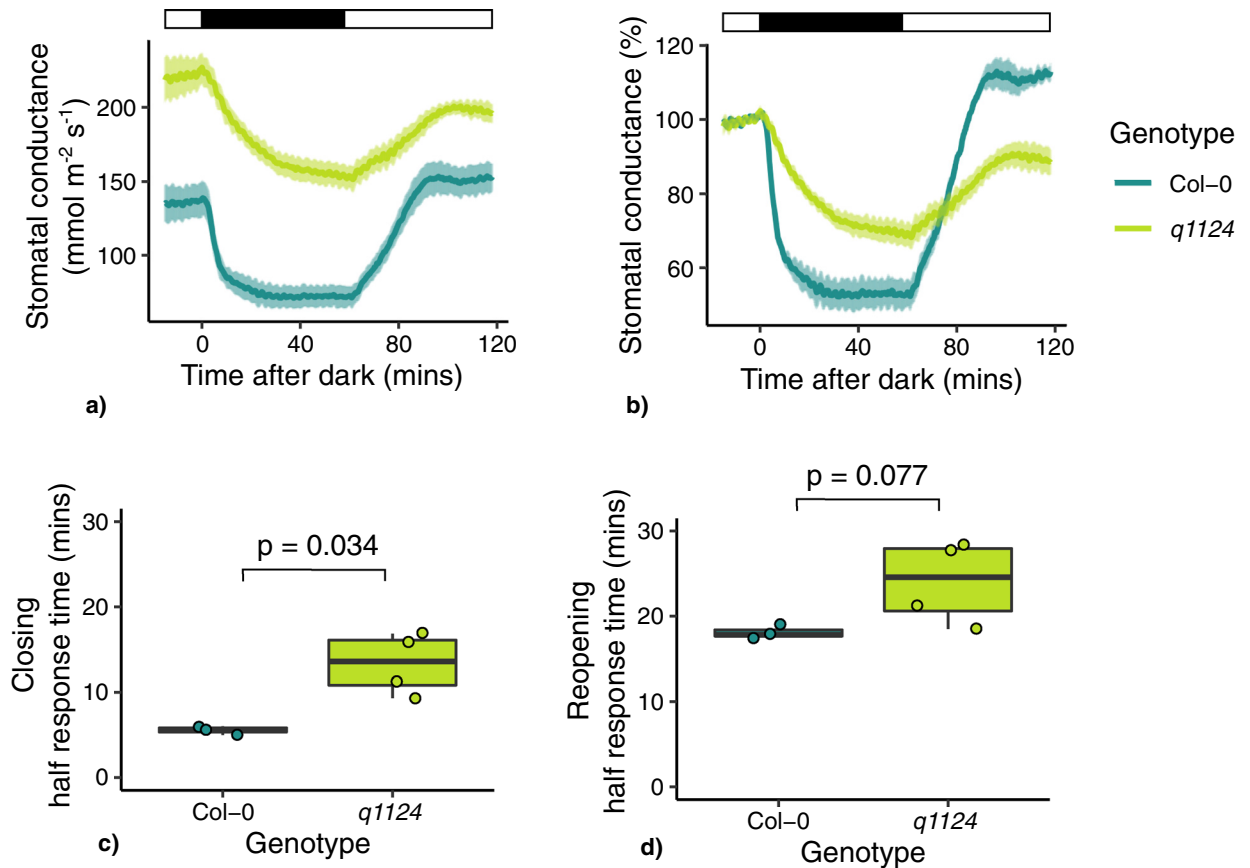 Stomatal conductance
(mmol m⁻² s⁻¹)
200
150
100
0
40
80
120
Time after dark (mins)
a)
Stomatal conductance (%)
120
100
80
60
0
40
80
120
Time after dark (mins)
b)
Genotype
Col−0
q1124
Closing
half response time (mins)
30
20
10
0
p = 0.034
Col−0
q1124
Genotype
c)
Reopening
half response time (mins)
30
20
10
0
p = 0.077
Col−0
q1124
Genotype
d)